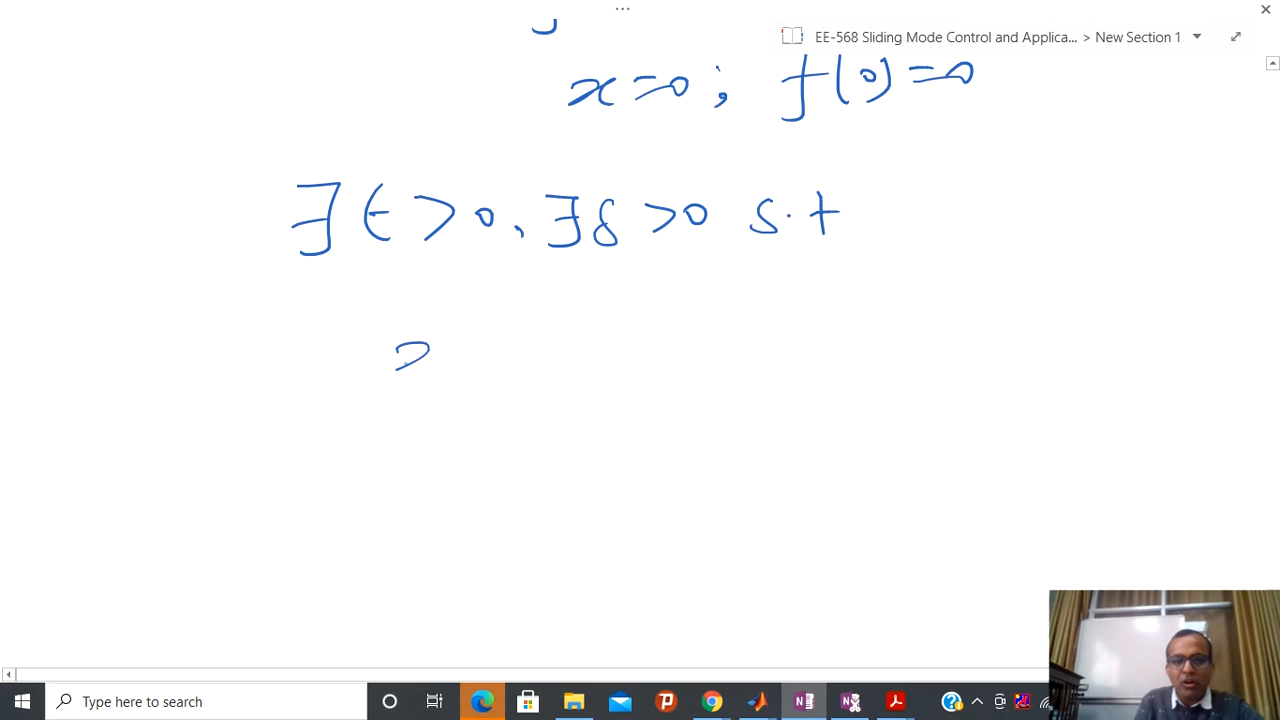 EE-568 Sliding Mode Control and Applica... > New Section 1
x=0; f(0)=0
∃ ϵ>0, ∃ δ>0 s.t
Type here to search